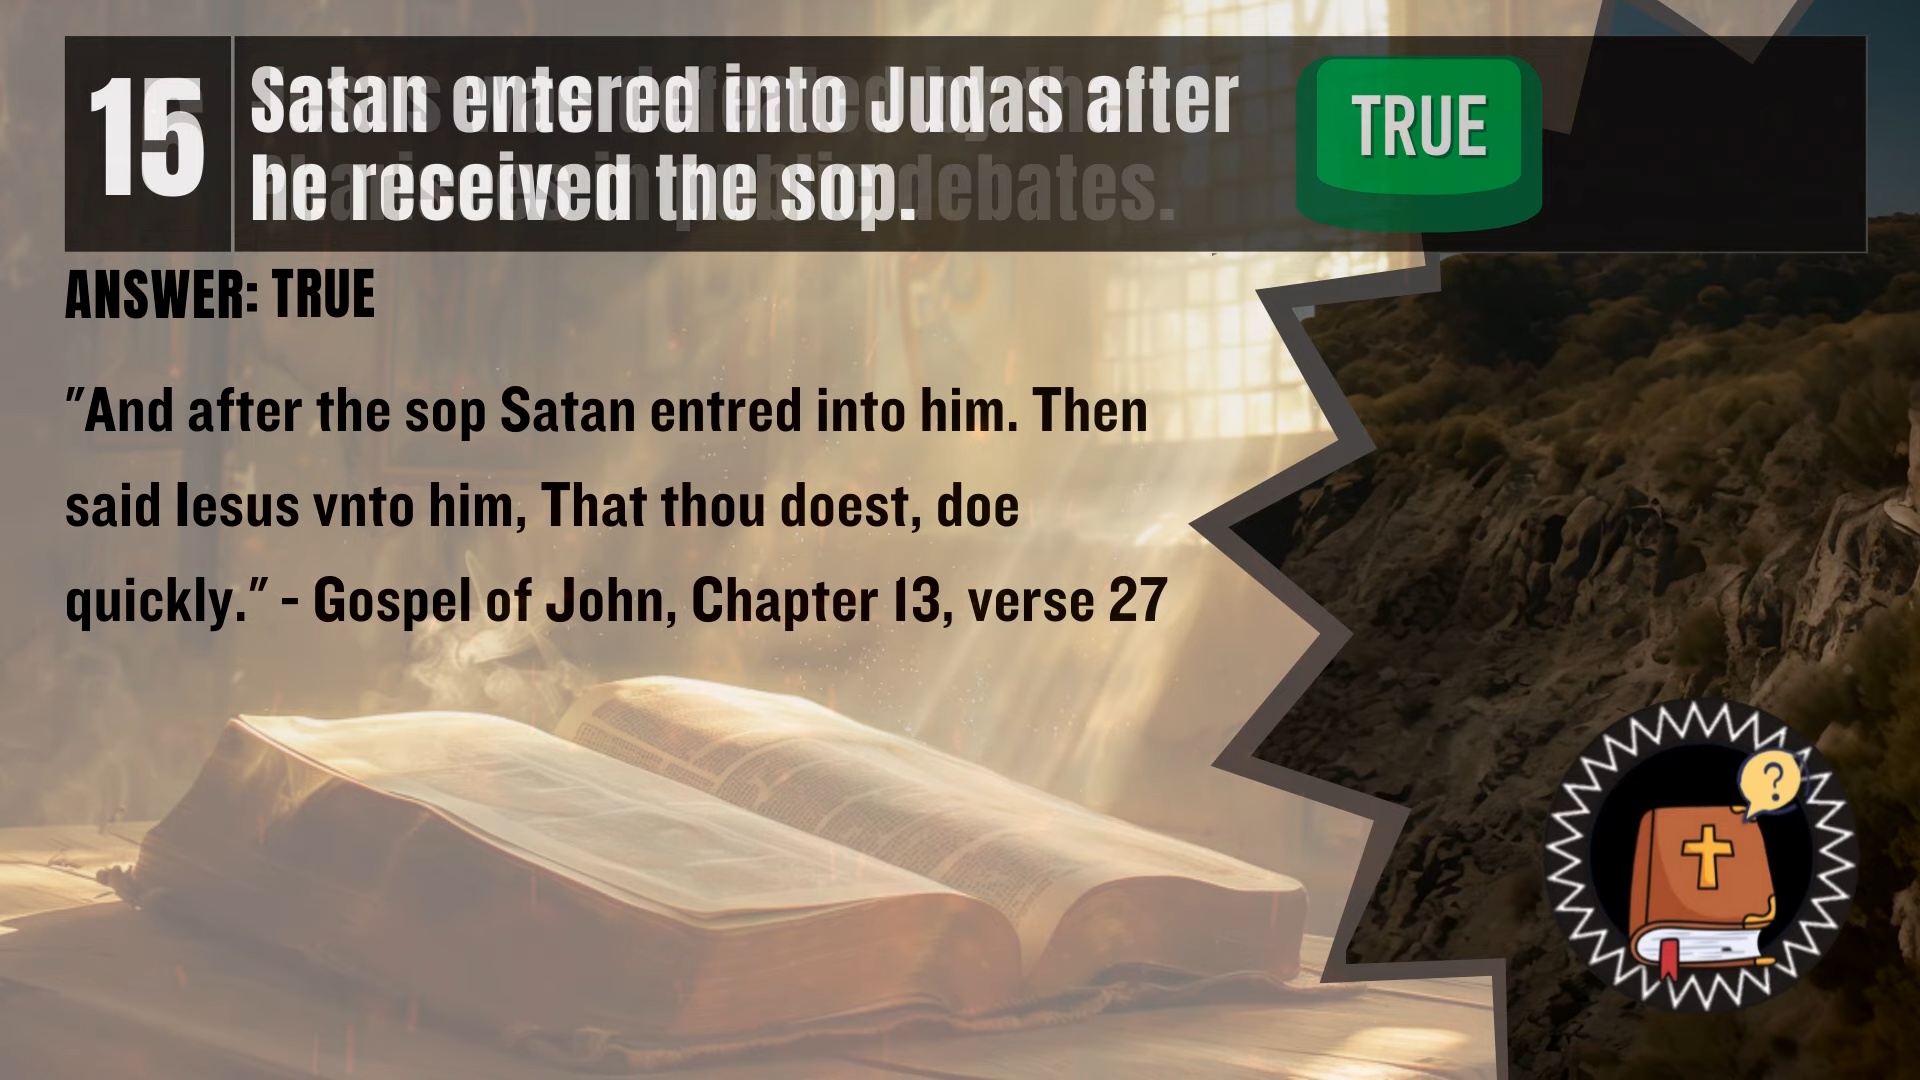 15
Satan entered into Judas after
he received the sop.
TRUE
ANSWER: TRUE
"And after the sop Satan entred into him. Then
said Iesus vnto him, That thou doest, doe
quickly." - Gospel of John, Chapter 13, verse 27
?